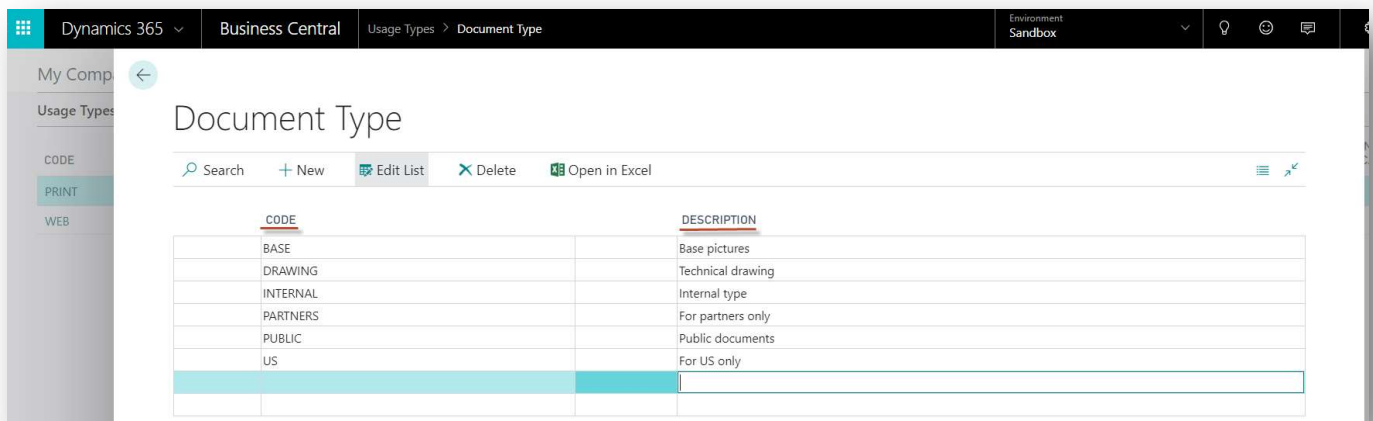 Dynamics 365 Business Central Usage Types > Document Type Environment
Sandbox
My Comp
Usage Types
Document Type
CODE
PRINT
WEB
Search + New Edit List Delete Open in Excel
CODE DESCRIPTION
BASE Base pictures
DRAWING Technical drawing
INTERNAL Internal type
PARTNERS For partners only
PUBLIC Public documents
US For US only